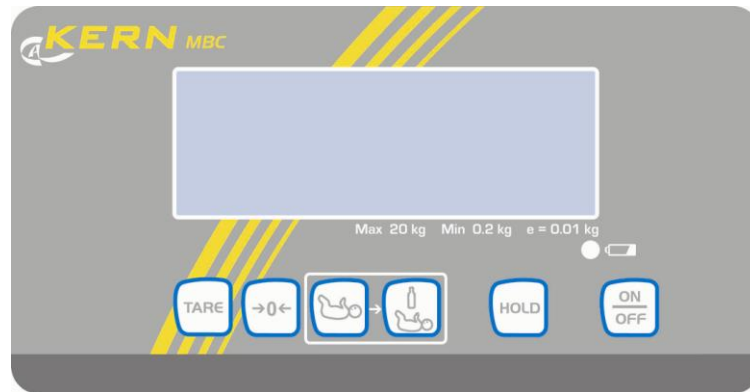 KERN MBC
Max 20 kg Min 0.2 kg e = 0.01 kg
TARE →0← → HOLD ON
OFF